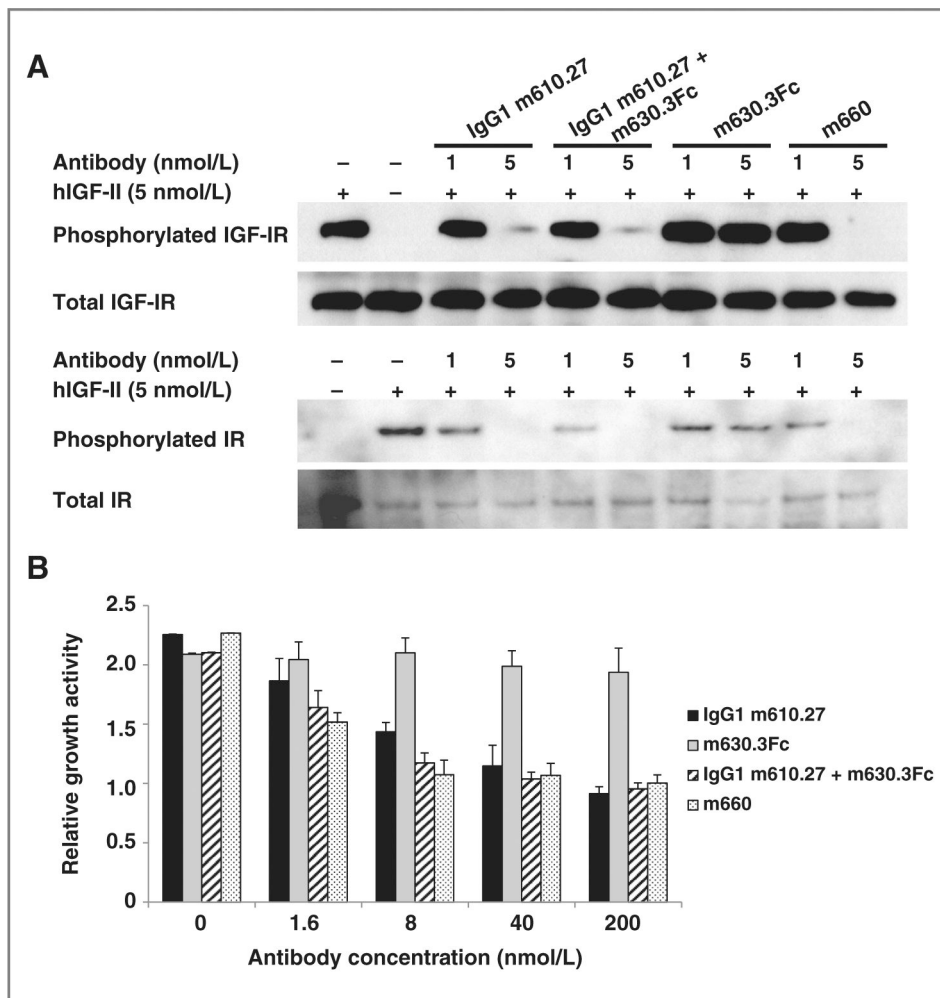 A
IgG1 m610.27
IgG1 m610.27 +
m630.3Fc
m630.3Fc
m660
Antibody (nmol/L) – – 1 5 1 5 1 5 1 5
hIGF-II (5 nmol/L) + – + + + + + + + +
Phosphorylated IGF-IR
Total IGF-IR
Antibody (nmol/L) – – 1 5 1 5 1 5 1 5
hIGF-II (5 nmol/L) – + + + + + + + + +
Phosphorylated IR
Total IR
B
Relative growth activity
2.5
2.0
1.5
1.0
0.5
0
0 1.6 8 40 200
Antibody concentration (nmol/L)
IgG1 m610.27
m630.3Fc
IgG1 m610.27 + m630.3Fc
m660